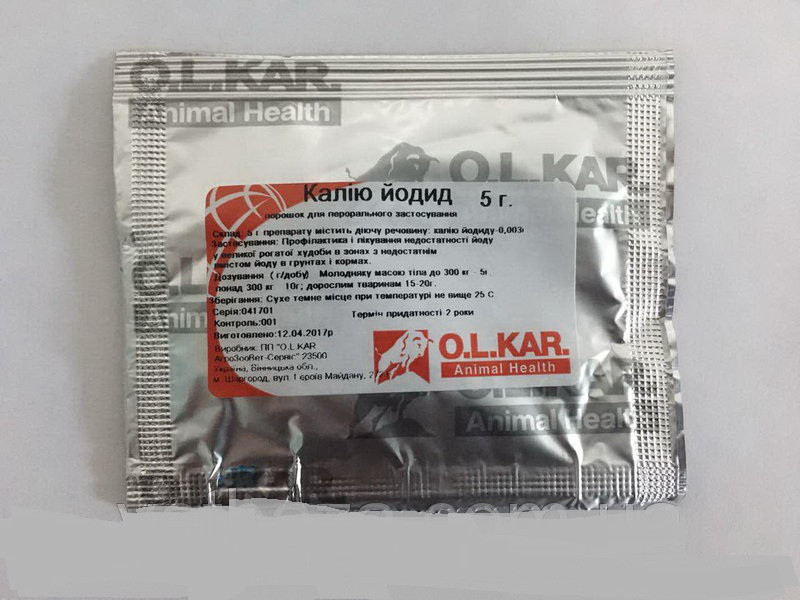 O.L.KAR.
Animal Health
O.L.KAR.
Health
Калію йодид 5 г.
порошок для перорального застосування
Склад 5 г препарату містить діючу речовину: калію йодиду-0,003г
Застосування: Профілактика і лікування недостатності йоду
у великої рогатої худоби в зонах з недостатнім
вмістом йоду в грунтах і кормах.
Дозування (г/добу) Молодняку масою тіла до 300 кг - 5г
понад 300 кг 10г; дорослим тваринам 15-20г.
Зберігання: Сухе темне місце при температурі не вище 25 С
Серія:041701 Термін придатності 2 роки
Контроль:001
Виготовлено:12.04.2017р
Виробник: ПП "O.L.KAR
АгроЗооВет-Сервіс" 23500
Україна, Вінницька обл.,
м. Шаргород, вул. Героїв Майдану,
O.L.KAR.
Animal Health
Animal Health